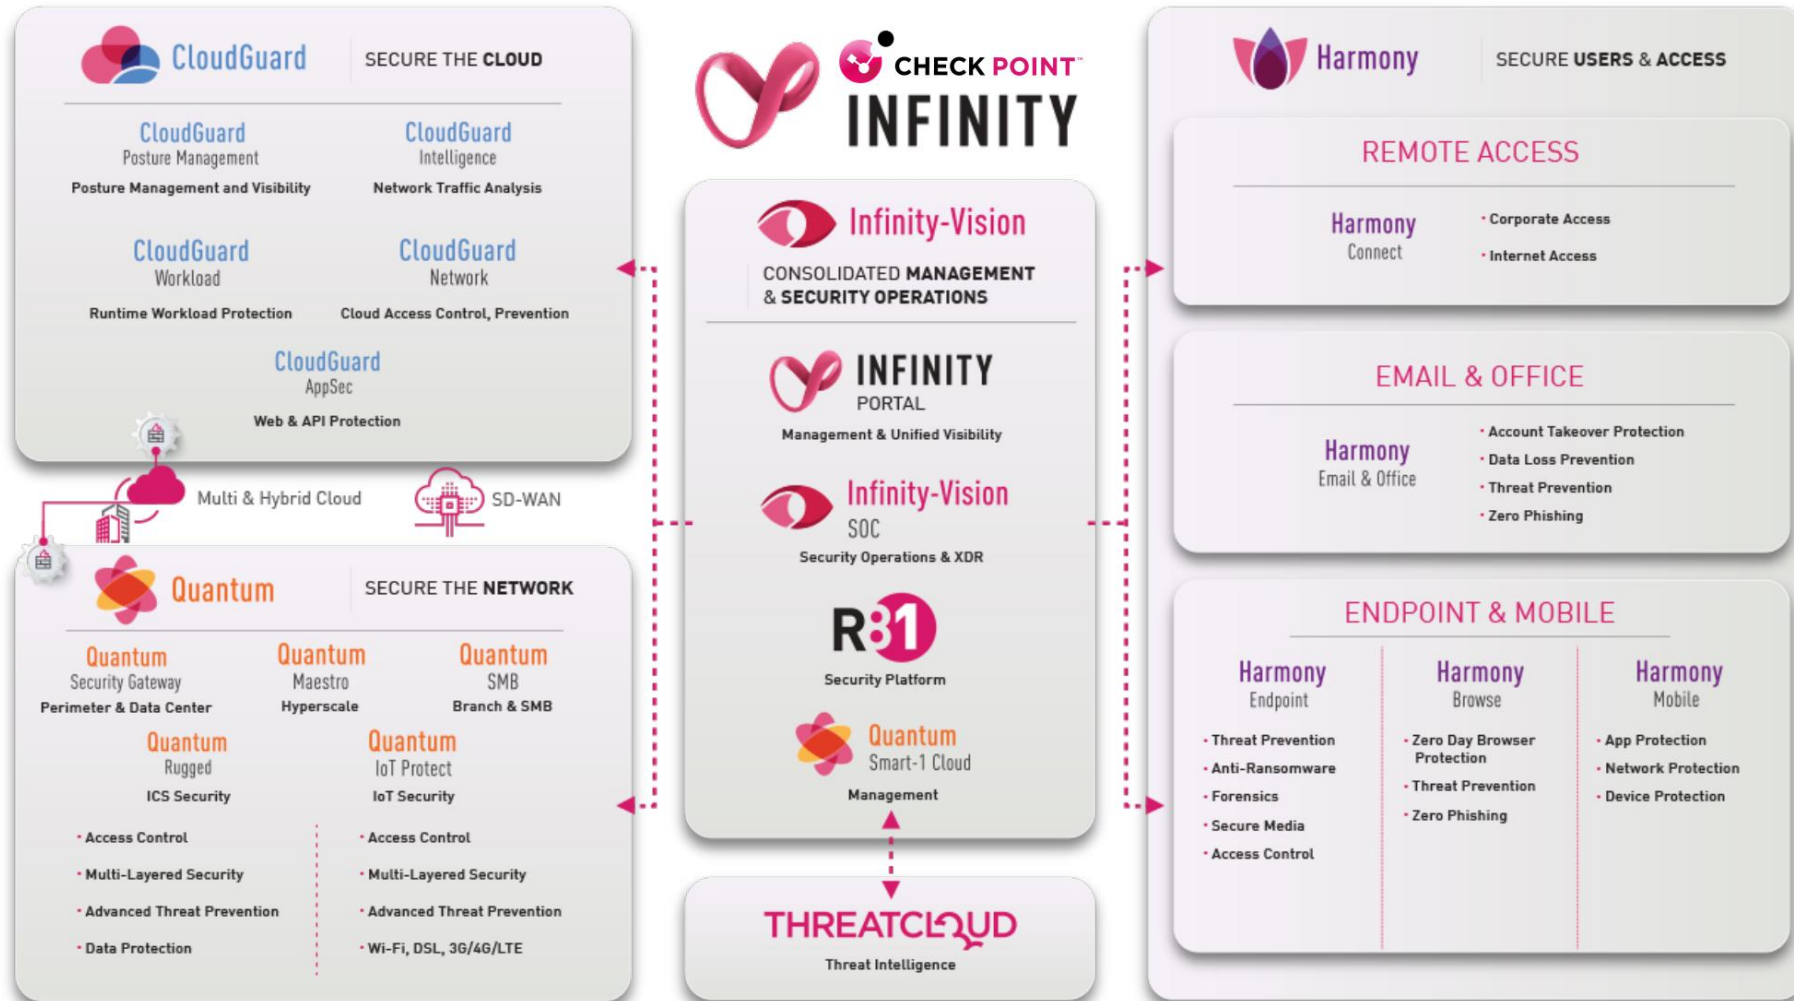 CloudGuard
SECURE THE CLOUD
CloudGuard
Posture Management
Posture Management and Visibility
CloudGuard
Intelligence
Network Traffic Analysis
CloudGuard
Workload
Runtime Workload Protection
CloudGuard
Network
Cloud Access Control, Prevention
CloudGuard
AppSec
Web & API Protection
Multi & Hybrid Cloud
SD-WAN
Quantum
SECURE THE NETWORK
Quantum
Security Gateway
Perimeter & Data Center
Quantum
Maestro
Hyperscale
Quantum
SMB
Branch & SMB
Quantum
Rugged
ICS Security
Quantum
IoT Protect
IoT Security
· Access Control
· Multi-Layered Security
· Advanced Threat Prevention
· Data Protection
· Access Control
· Multi-Layered Security
· Advanced Threat Prevention
· Wi-Fi, DSL, 3G/4G/LTE
CHECK POINT™
INFINITY
Infinity-Vision
CONSOLIDATED MANAGEMENT
& SECURITY OPERATIONS
INFINITY
PORTAL
Management & Unified Visibility
Infinity-Vision
SOC
Security Operations & XDR
R81
Security Platform
Quantum
Smart-1 Cloud
Management
THREATCLOUD
Threat Intelligence
Harmony
SECURE USERS & ACCESS
REMOTE ACCESS
Harmony
Connect
· Corporate Access
· Internet Access
EMAIL & OFFICE
Harmony
Email & Office
· Account Takeover Protection
· Data Loss Prevention
· Threat Prevention
· Zero Phishing
ENDPOINT & MOBILE
Harmony
Endpoint
· Threat Prevention
· Anti-Ransomware
· Forensics
· Secure Media
· Access Control
Harmony
Browse
· Zero Day Browser
Protection
· Threat Prevention
· Zero Phishing
Harmony
Mobile
· App Protection
· Network Protection
· Device Protection